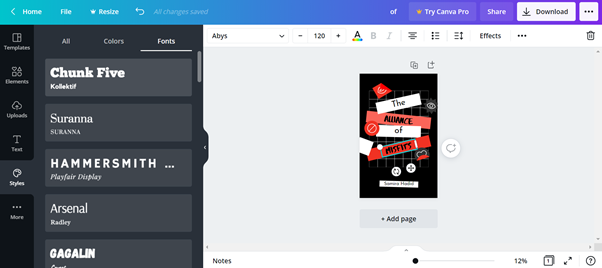 Home
File
Resize
All changes saved
of
Try Canva Pro
Share
Download
Templates
Elements
Uploads
Text
Styles
More
All
Colors
Fonts
Chunk Five
Kollektif
Suranna
SURANNA
HAMMERSMITH ...
Playfair Display
Arsenal
Radley
GAGALIN
Abys
120
A
B
I
Effects
The
ALLIANCE
of
MISFITS
+ Add page
Notes
12%
1